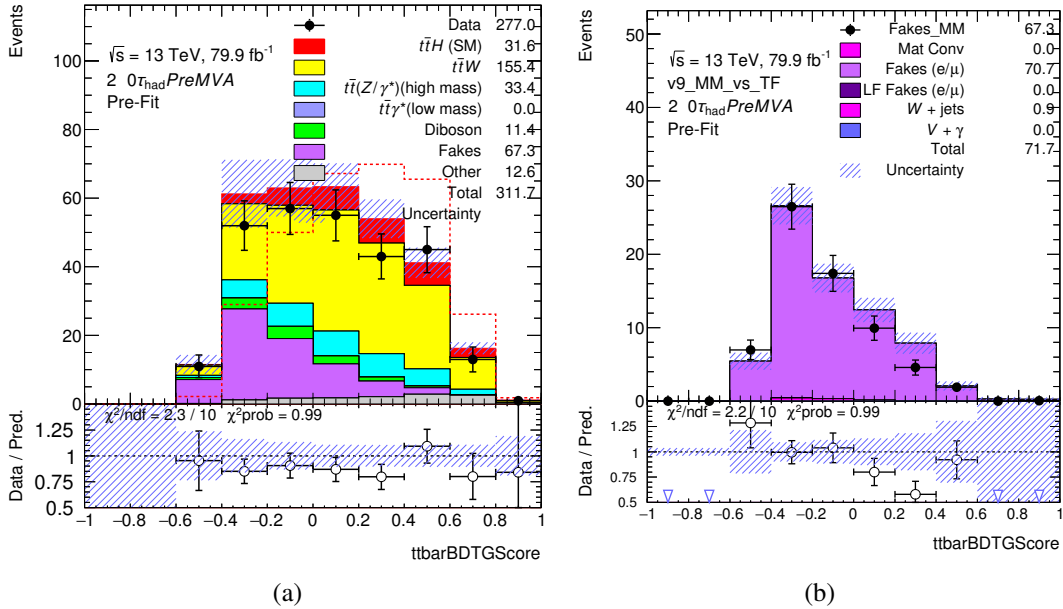 Events
100
80
60
40
20
0
√s = 13 TeV, 79.9 fb⁻¹
2 0τ_had PreMVA
Pre-Fit
Data 277.0
tt̄H (SM) 31.6
tt̄W 155.4
tt̄(Z/γ*)(high mass) 33.4
tt̄γ*(low mass) 0.0
Diboson 11.4
Fakes 67.3
Other 12.6
Total 311.7
Uncertainty
Data / Pred.
χ²/ndf = 2.3 / 10 χ²prob = 0.99
1.25
1
0.75
0.5
−1 −0.8 −0.6 −0.4 −0.2 0 0.2 0.4 0.6 0.8 1
ttbarBDTGScore
(a)
Events
50
40
30
20
10
0
√s = 13 TeV, 79.9 fb⁻¹
v9_MM_vs_TF
2 0τ_had PreMVA
Pre-Fit
Fakes_MM 67.3
Mat Conv 0.0
Fakes (e/μ) 70.7
LF Fakes (e/μ) 0.0
W + jets 0.9
V + γ 0.0
Total 71.7
Uncertainty
Data / Pred.
χ²/ndf = 2.2 / 10 χ²prob = 0.99
1.25
1
0.75
0.5
−1 −0.8 −0.6 −0.4 −0.2 0 0.2 0.4 0.6 0.8 1
ttbarBDTGScore
(b)